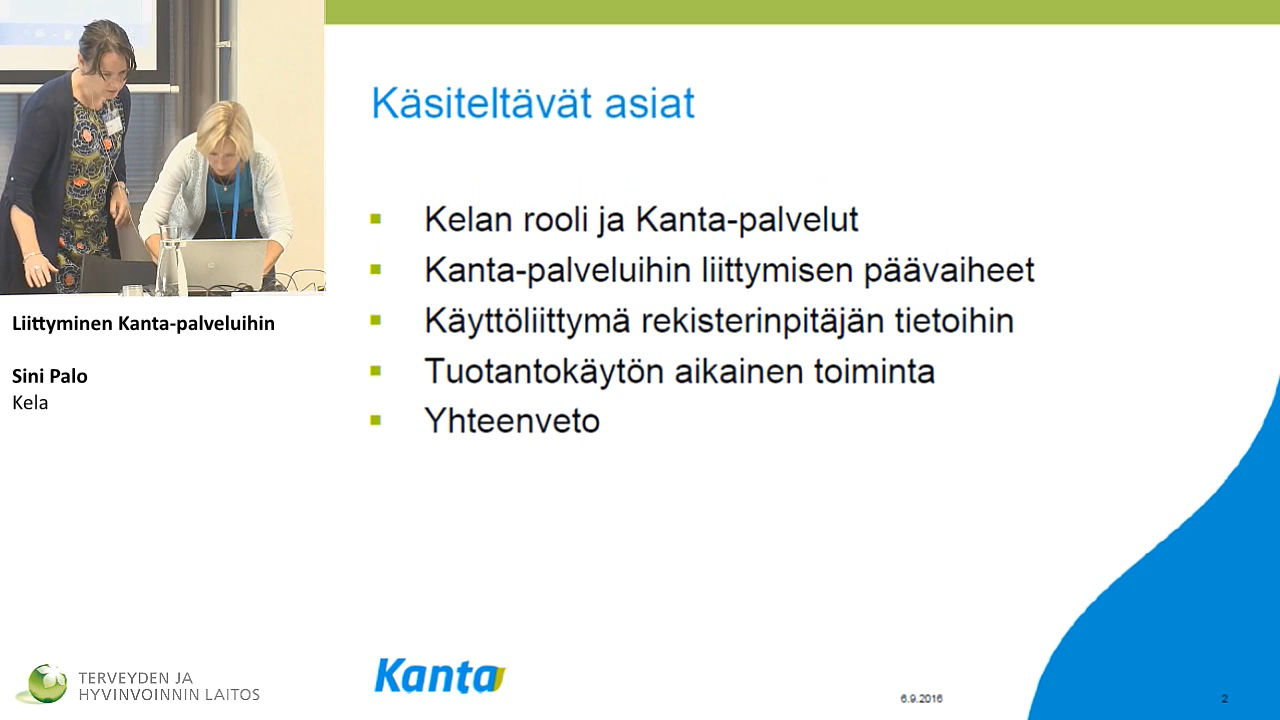 Käsiteltävät asiat
Kelan rooli ja Kanta-palvelut
Kanta-palveluihin liittymisen päävaiheet
Käyttöliittymä rekisterinpitäjän tietoihin
Tuotantokäytön aikainen toiminta
Yhteenveto
Liittyminen Kanta-palveluihin
Sini Palo
Kela
TERVEYDEN JA
HYVINVOINNIN LAITOS
Kanta
6.9.2016
2